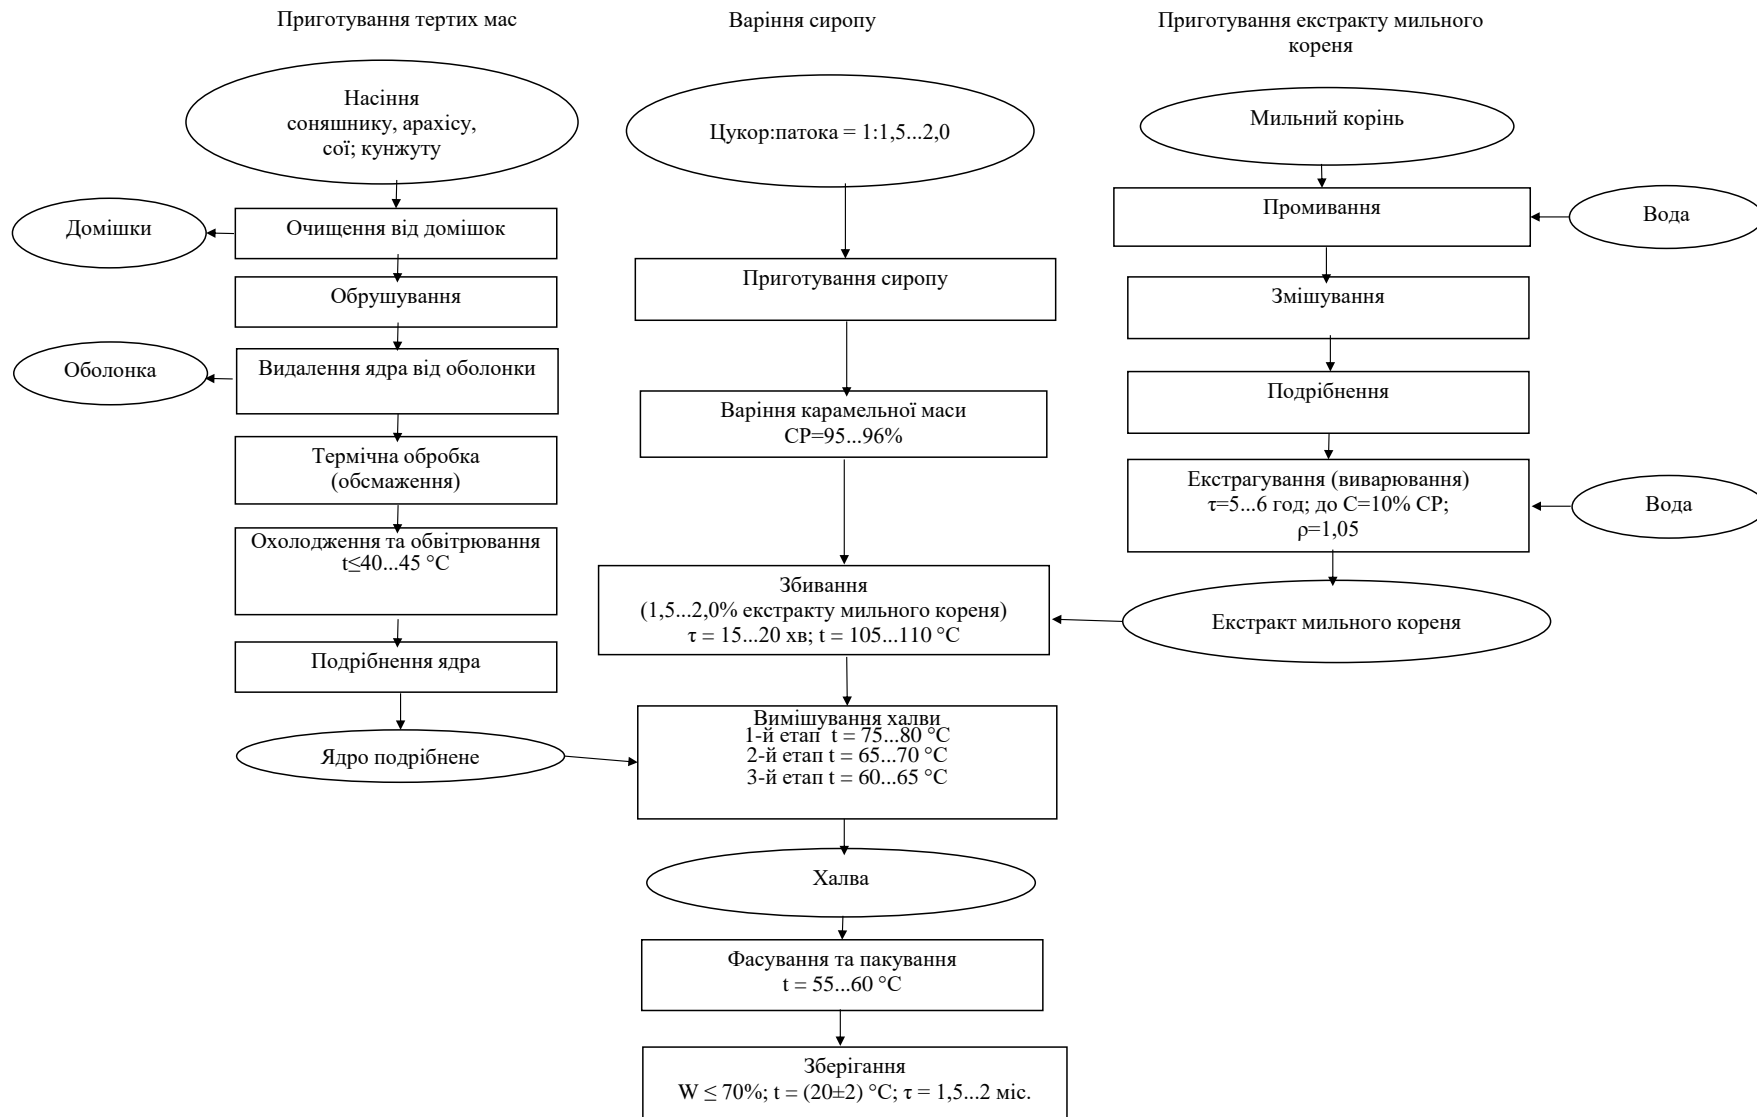 Приготування тертих мас
Насіння
соняшнику, арахісу,
сої; кунжуту
Домішки
Очищення від домішок
Обрушування
Оболонка
Видалення ядра від оболонки
Термічна обробка
(обсмаження)
Охолодження та обвітрювання
t≤40...45 °C
Подрібнення ядра
Ядро подрібнене
Варіння сиропу
Цукор:патока = 1:1,5...2,0
Приготування сиропу
Варіння карамельної маси
СР=95...96%
Збивання
(1,5...2,0% екстракту мильного кореня)
τ = 15...20 хв; t = 105...110 °C
Вимішування халви
1-й етап t = 75...80 °C
2-й етап t = 65...70 °C
3-й етап t = 60...65 °C
Халва
Фасування та пакування
t = 55...60 °C
Зберігання
W ≤ 70%; t = (20±2) °C; τ = 1,5...2 міс.
Приготування екстракту мильного
кореня
Мильний корінь
Промивання
Вода
Змішування
Подрібнення
Екстрагування (виварювання)
τ=5...6 год; до С=10% СР;
ρ=1,05
Вода
Екстракт мильного кореня